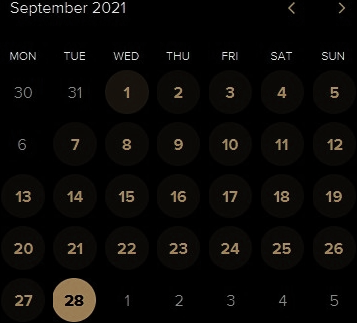 September 2021
MON TUE WED THU FRI SAT SUN
30 31 1 2 3 4 5
6 7 8 9 10 11 12
13 14 15 16 17 18 19
20 21 22 23 24 25 26
27 28 1 2 3 4 5